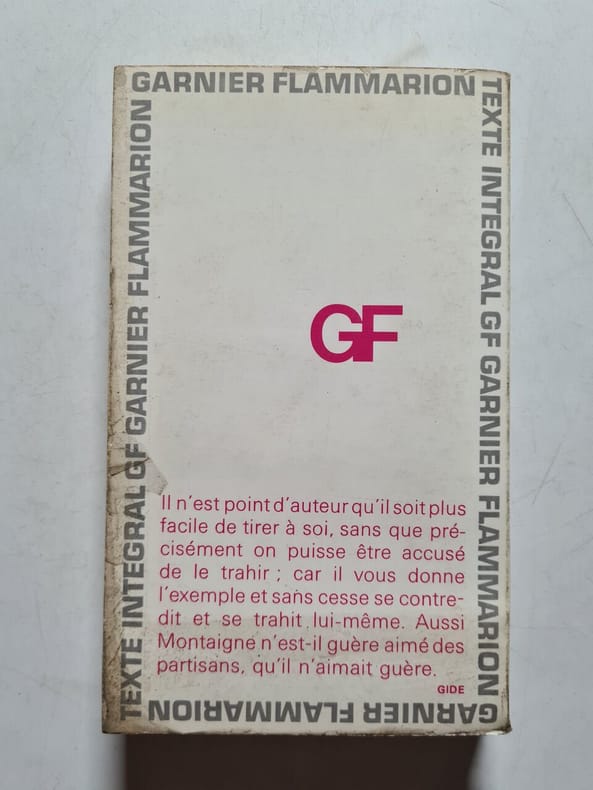 GARNIER FLAMMARION
TEXTE INTEGRAL GF GARNIER FLAMMARION
GARNIER FLAMMARION
TEXTE INTEGRAL GF GARNIER FLAMMARION
GF
Il n'est point d'auteur qu'il soit plus
facile de tirer à soi, sans que pré-
cisément on puisse être accusé
de le trahir ; car il vous donne
l'exemple et sans cesse se contre-
dit et se trahit lui-même. Aussi
Montaigne n'est-il guère aimé des
partisans, qu'il n'aimait guère.
GIDE